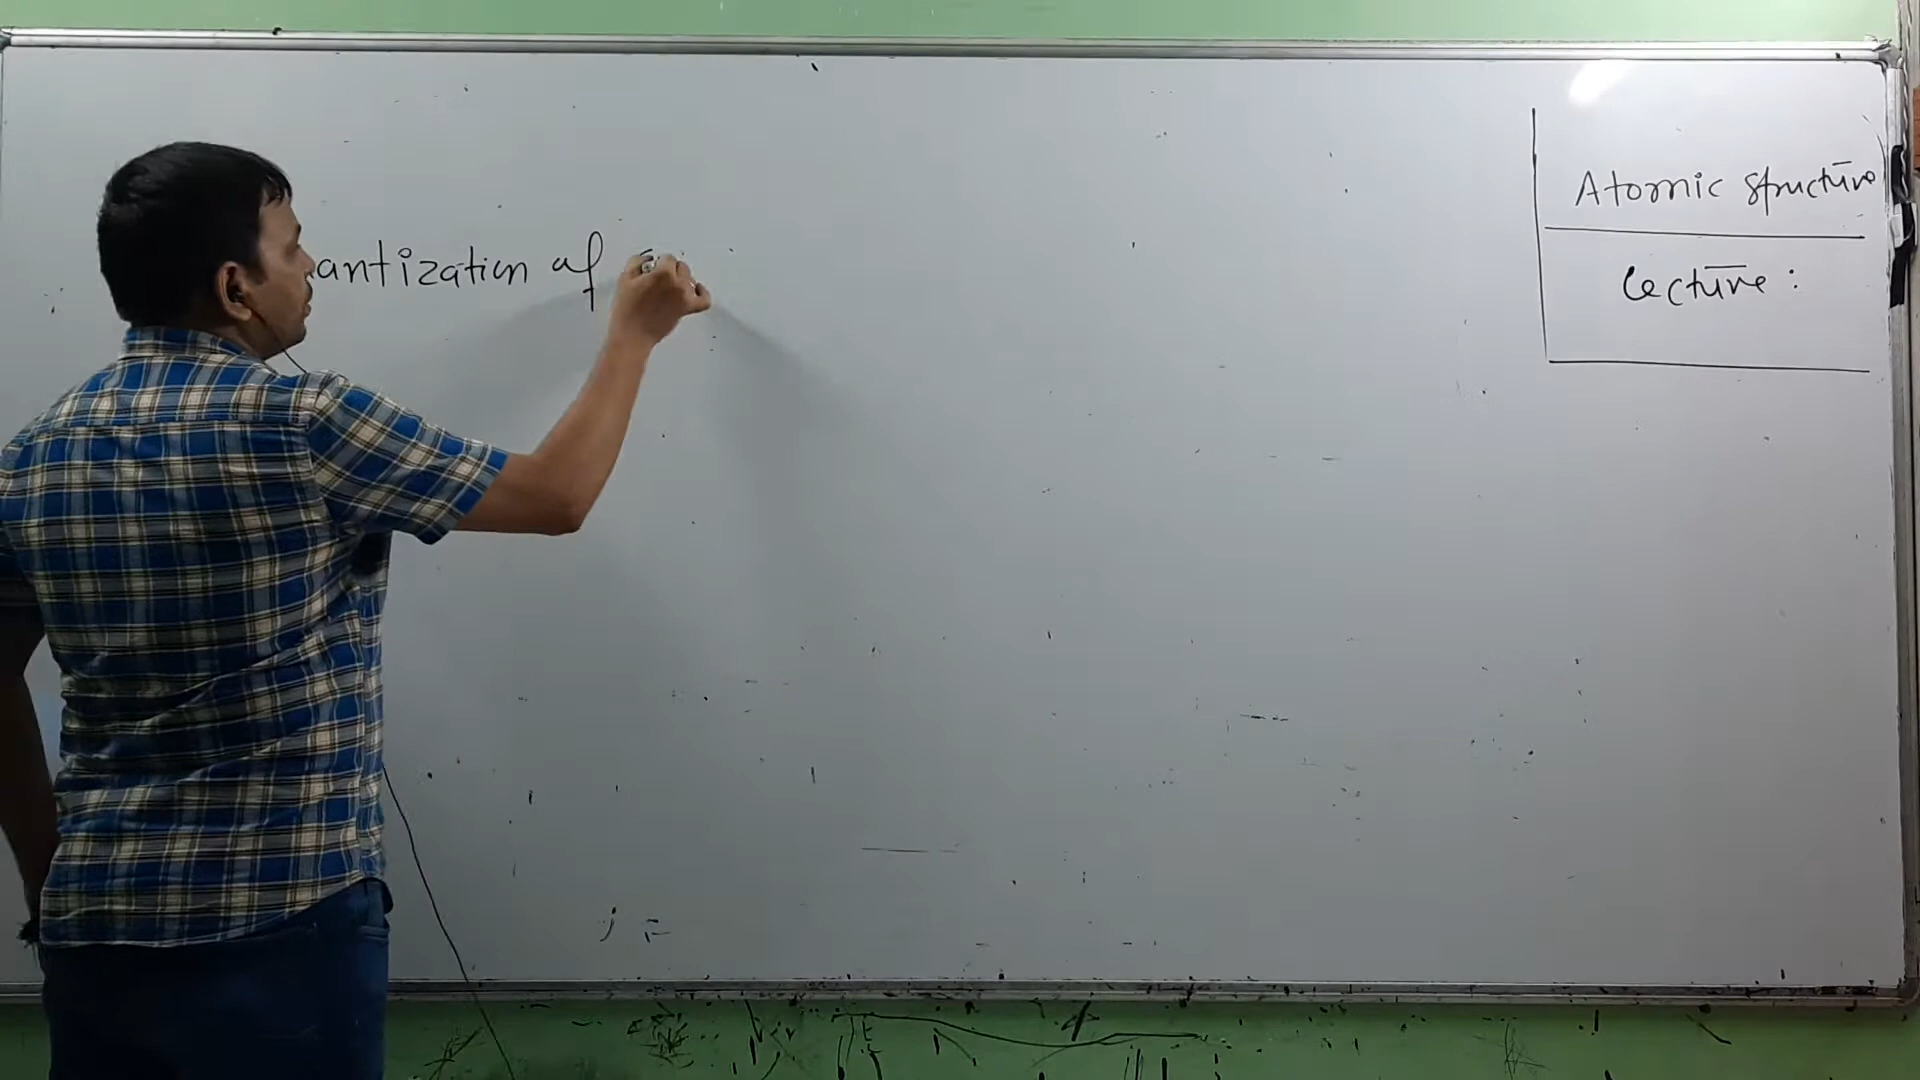 antization of
Atomic structure
Lecture :